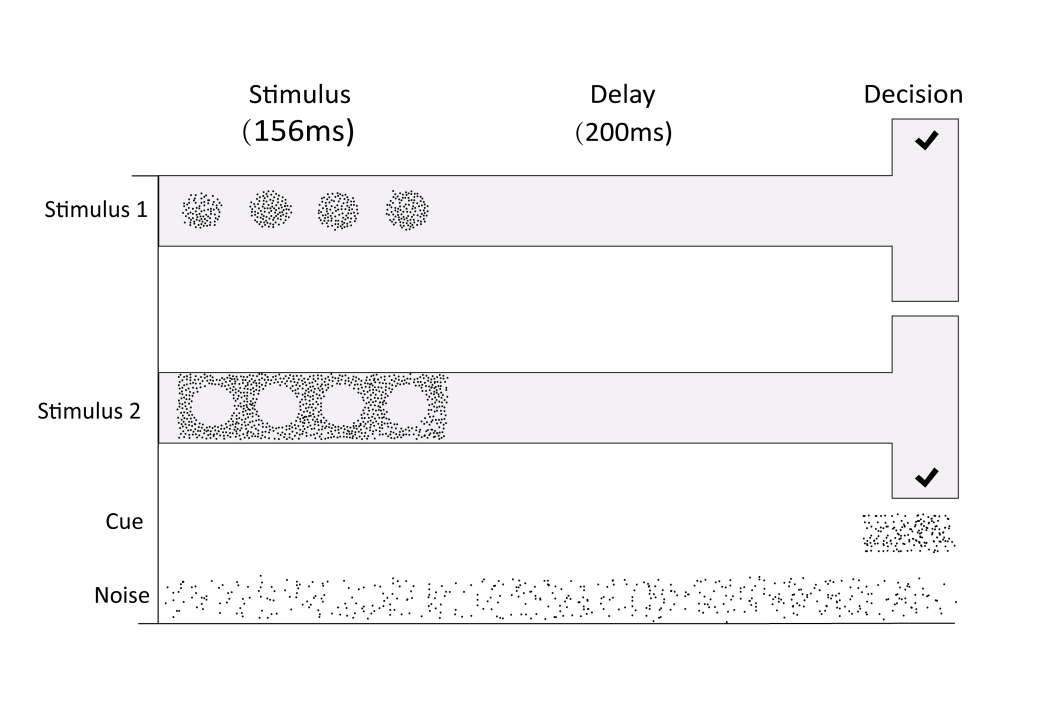 Stimulus
(156ms)
Delay
(200ms)
Decision
Stimulus 1
Stimulus 2
Cue
Noise